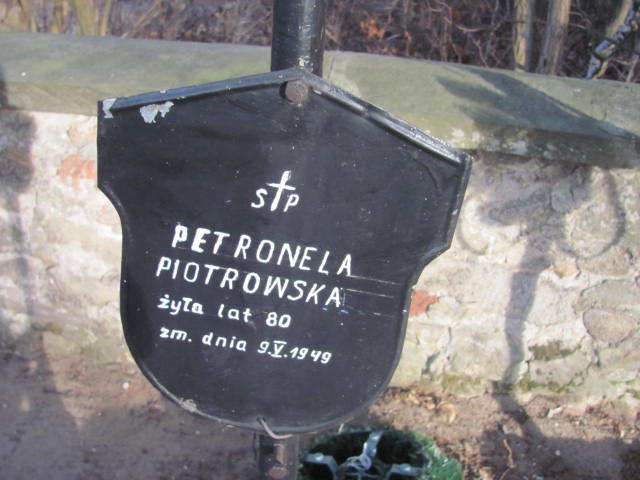 S†P
PETRONELA
PIOTROWSKA
żyła lat 80
zm. dnia 9.V.1949